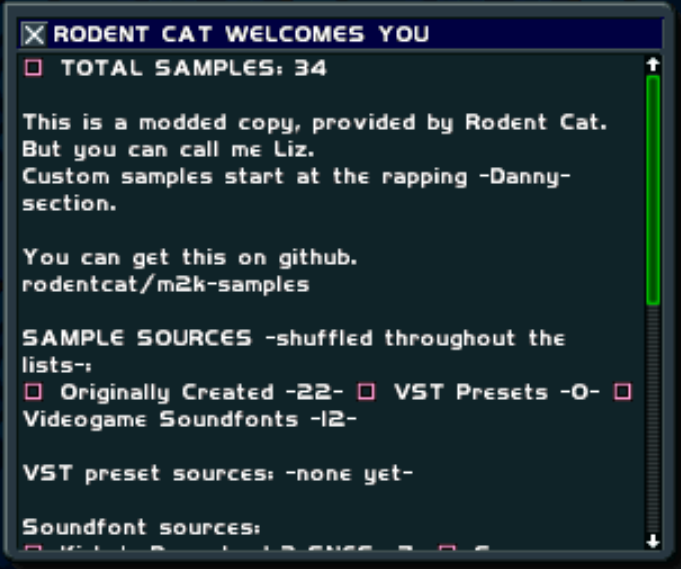 RODENT CAT WELCOMES YOU
TOTAL SAMPLES: 34
This is a modded copy, provided by Rodent Cat.
But you can call me Liz.
Custom samples start at the rapping -Danny-
section.
You can get this on github.
rodentcat/m2k-samples
SAMPLE SOURCES -shuffled throughout the
lists-:
Originally Created -22- VST Presets -0-
Videogame Soundfonts -12-
VST preset sources: -none yet-
Soundfont sources: